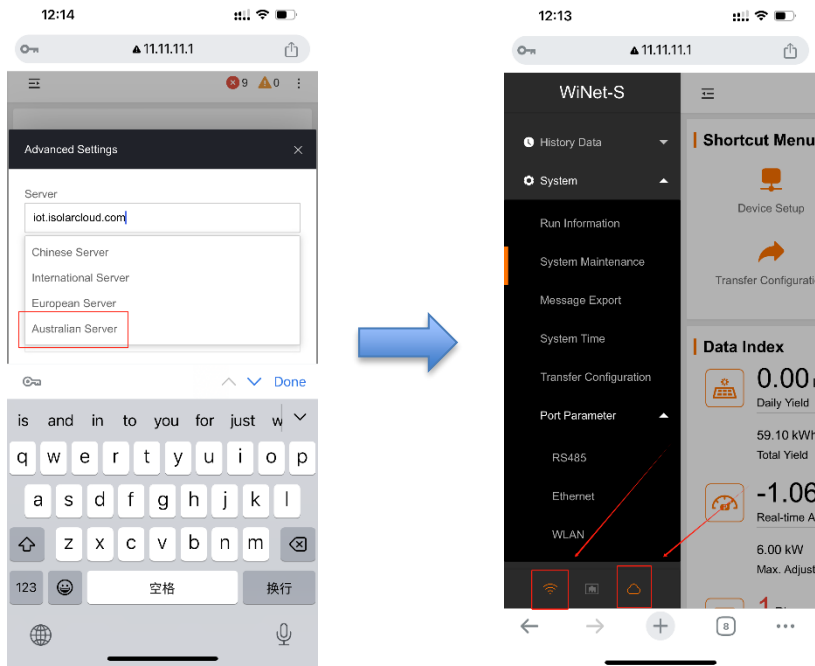 12:14
11.11.11.1
9 0
Advanced Settings
Server
iot.isolarcloud.com
Chinese Server
International Server
European Server
Australian Server
Done
is and in to you for just w
q w e r t y u i o p
a s d f g h j k l
z x c v b n m
123 空格 换行
12:13
11.11.11.1
WiNet-S
History Data
System
Run Information
System Maintenance
Message Export
System Time
Transfer Configuration
Port Parameter
RS485
Ethernet
WLAN
Shortcut Menu
Device Setup
Transfer Configurati
Data Index
0.00
Daily Yield
59.10 kWh
Total Yield
-1.06
Real-time A
6.00 kW
Max. Adjust
1
8